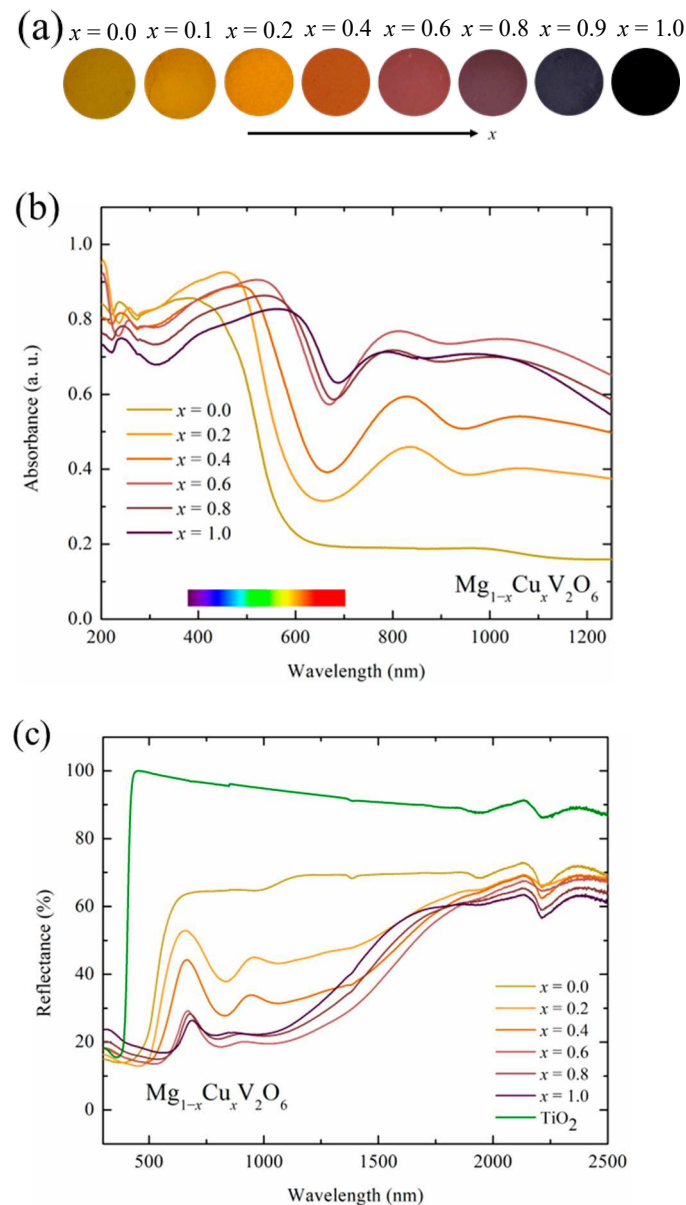 (a)
x = 0.0 x = 0.1 x = 0.2 x = 0.4 x = 0.6 x = 0.8 x = 0.9 x = 1.0
x
(b)
1.0
0.8
0.6
0.4
0.2
0.0
Absorbance (a. u.)
x = 0.0
x = 0.2
x = 0.4
x = 0.6
x = 0.8
x = 1.0
Mg₁₋ₓCuₓV₂O₆
200 400 600 800 1000 1200
Wavelength (nm)
(c)
100
80
60
40
20
0
Reflectance (%)
x = 0.0
x = 0.2
x = 0.4
x = 0.6
x = 0.8
x = 1.0
TiO₂
Mg₁₋ₓCuₓV₂O₆
500 1000 1500 2000 2500
Wavelength (nm)